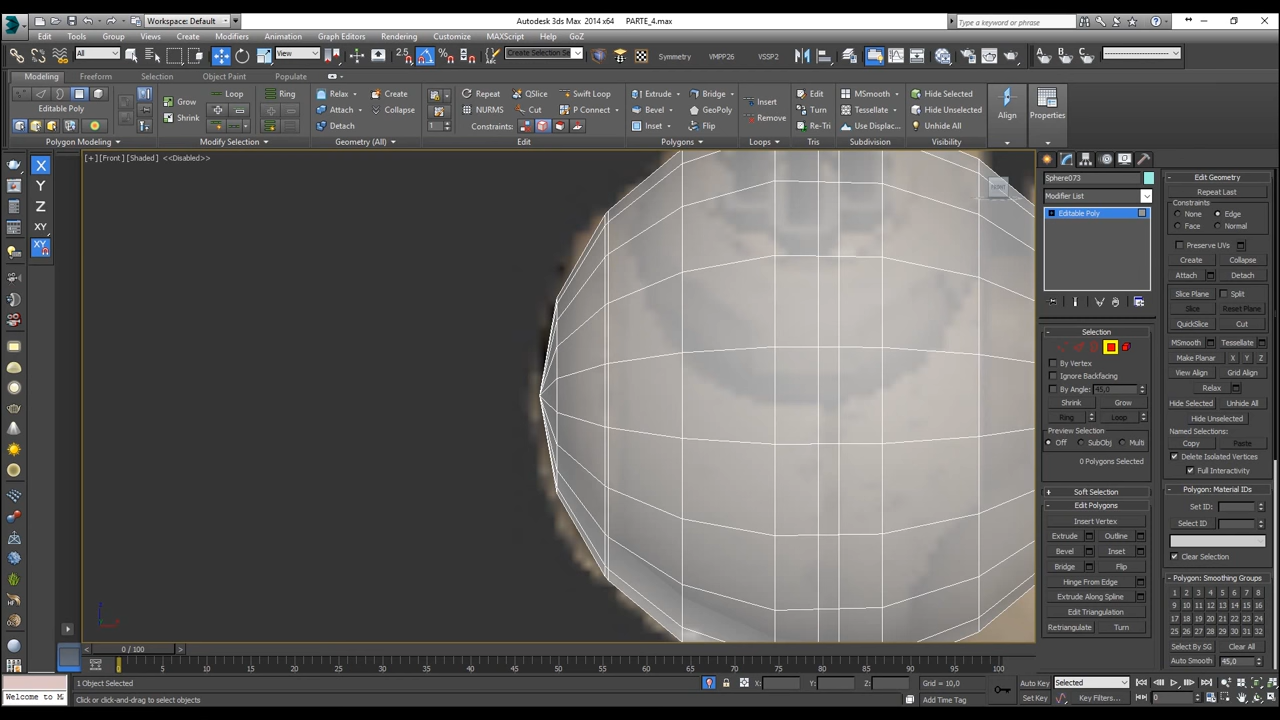 Workspace: Default
Autodesk 3ds Max 2014 x64 PARTE_4.max
Type a keyword or phrase
Edit Tools Group Views Create Modifiers Animation Graph Editors Rendering Customize MAXScript Help GoZ
All View 2.5 Create Selection Se Symmetry VMPP26 VSSP2
Modeling Freeform Selection Object Paint Populate
Grow Loop Ring Relax Create Repeat QSlice Swift Loop Extrude Bridge Insert Edit MSmooth Hide Selected
Editable Poly Shrink Attach Collapse NURMS Cut P Connect Bevel GeoPoly Remove Turn Tessellate Hide Unselected Align Properties
1 Detach Constraints: Inset Flip Re-Tri Use Displac... Unhide All
Polygon Modeling Modify Selection Geometry (All) Edit Polygons Loops Tris Subdivision Visibility
[+] [Front] [Shaded] <<Disabled>>
X
Y
Z
XY
XY
Sphere073
Modifier List
Editable Poly
Selection
By Vertex
Ignore Backfacing
By Angle: 45,0
Shrink Grow
Ring Loop
Preview Selection
Off SubObj Multi
0 Polygons Selected
Soft Selection
Edit Polygons
Insert Vertex
Extrude Outline
Bevel Inset
Bridge Flip
Hinge From Edge
Extrude Along Spline
Edit Triangulation
Retriangulate Turn
Edit Geometry
Repeat Last
Constraints
None Edge
Face Normal
Preserve UVs
Create Collapse
Attach Detach
Slice Plane Split
Slice Reset Plane
QuickSlice Cut
MSmooth Tessellate
Make Planar X Y Z
View Align Grid Align
Relax
Hide Selected Unhide All
Hide Unselected
Named Selections:
Copy Paste
Delete Isolated Vertices
Full Interactivity
Polygon: Material IDs
Set ID:
Select ID
Clear Selection
Polygon: Smoothing Groups
1 2 3 4 5 6 7 8
9 10 11 12 13 14 15 16
17 18 19 20 21 22 23 24
25 26 27 28 29 30 31 32
Select By SG Clear All
Auto Smooth 45,0
0 / 100
0 5 10 15 20 25 30 35 40 45 50 55 60 65 70 75 80 85 90 95 100
1 Object Selected X: Y: Z: Grid = 10,0 Auto Key Selected
Welcome to M Click or click-and-drag to select objects Add Time Tag Set Key Key Filters... 0